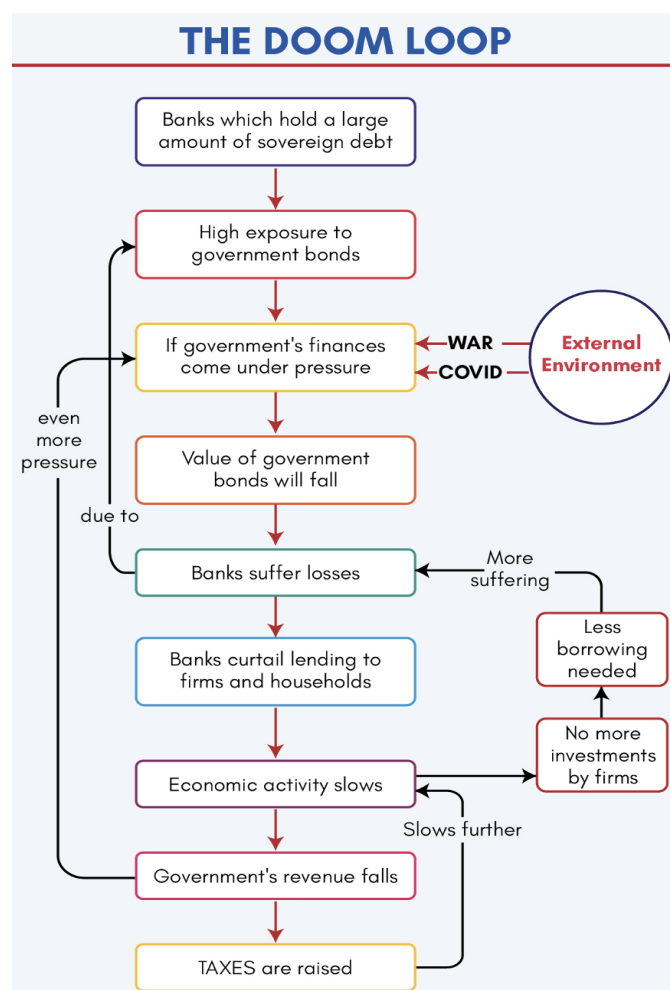 THE DOOM LOOP
Banks which hold a large
amount of sovereign debt
High exposure to
government bonds
If government's finances
come under pressure
WAR
COVID
External
Environment
even
more
pressure
Value of government
bonds will fall
due to
Banks suffer losses
More
suffering
Less
borrowing
needed
Banks curtail lending to
firms and households
No more
investments
by firms
Economic activity slows
Slows further
Government's revenue falls
TAXES are raised